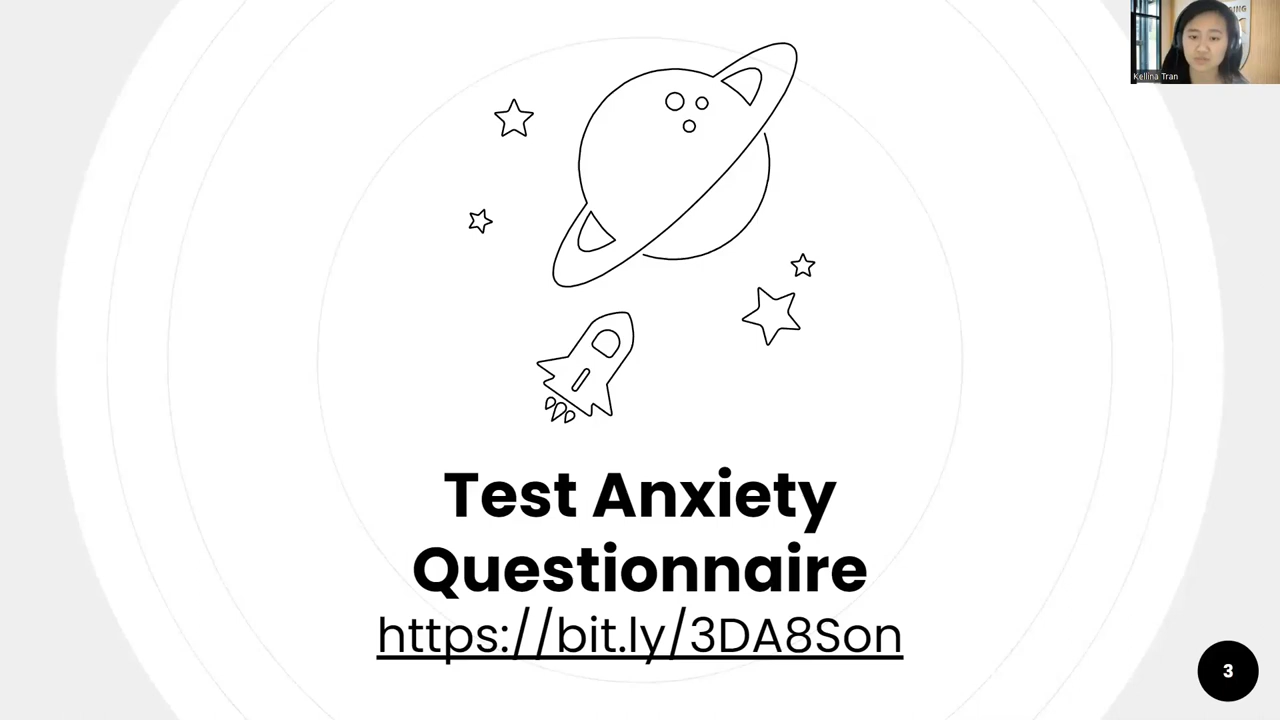 Kellina Tran
Test Anxiety
Questionnaire
https://bit.ly/3DA8Son
3